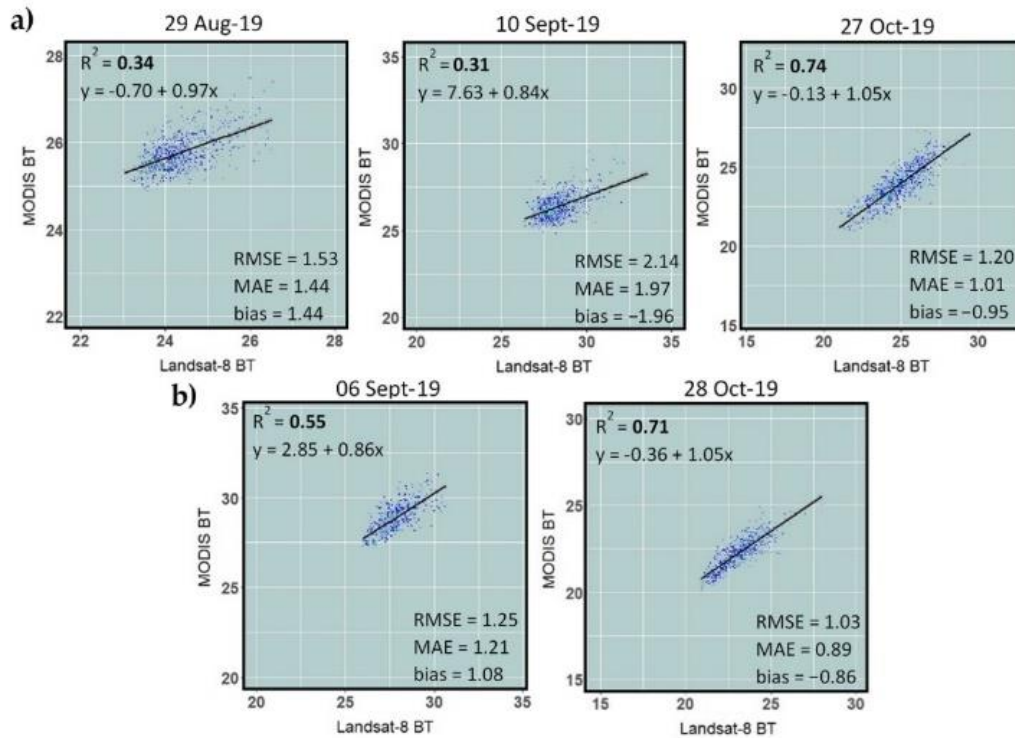 a)
29 Aug-19
R² = 0.34
y = -0.70 + 0.97x
28
26
24
22
MODIS BT
RMSE = 1.53
MAE = 1.44
bias = 1.44
22 24 26 28
Landsat-8 BT
10 Sept-19
R² = 0.31
y = 7.63 + 0.84x
35
30
25
20
MODIS BT
RMSE = 2.14
MAE = 1.97
bias = −1.96
20 25 30 35
Landsat-8 BT
27 Oct-19
R² = 0.74
y = -0.13 + 1.05x
30
25
20
15
MODIS BT
RMSE = 1.20
MAE = 1.01
bias = −0.95
15 20 25 30
Landsat-8 BT
b)
06 Sept-19
R² = 0.55
y = 2.85 + 0.86x
35
30
25
20
MODIS BT
RMSE = 1.25
MAE = 1.21
bias = 1.08
20 25 30 35
Landsat-8 BT
28 Oct-19
R² = 0.71
y = -0.36 + 1.05x
30
25
20
15
MODIS BT
RMSE = 1.03
MAE = 0.89
bias = −0.86
15 20 25 30
Landsat-8 BT